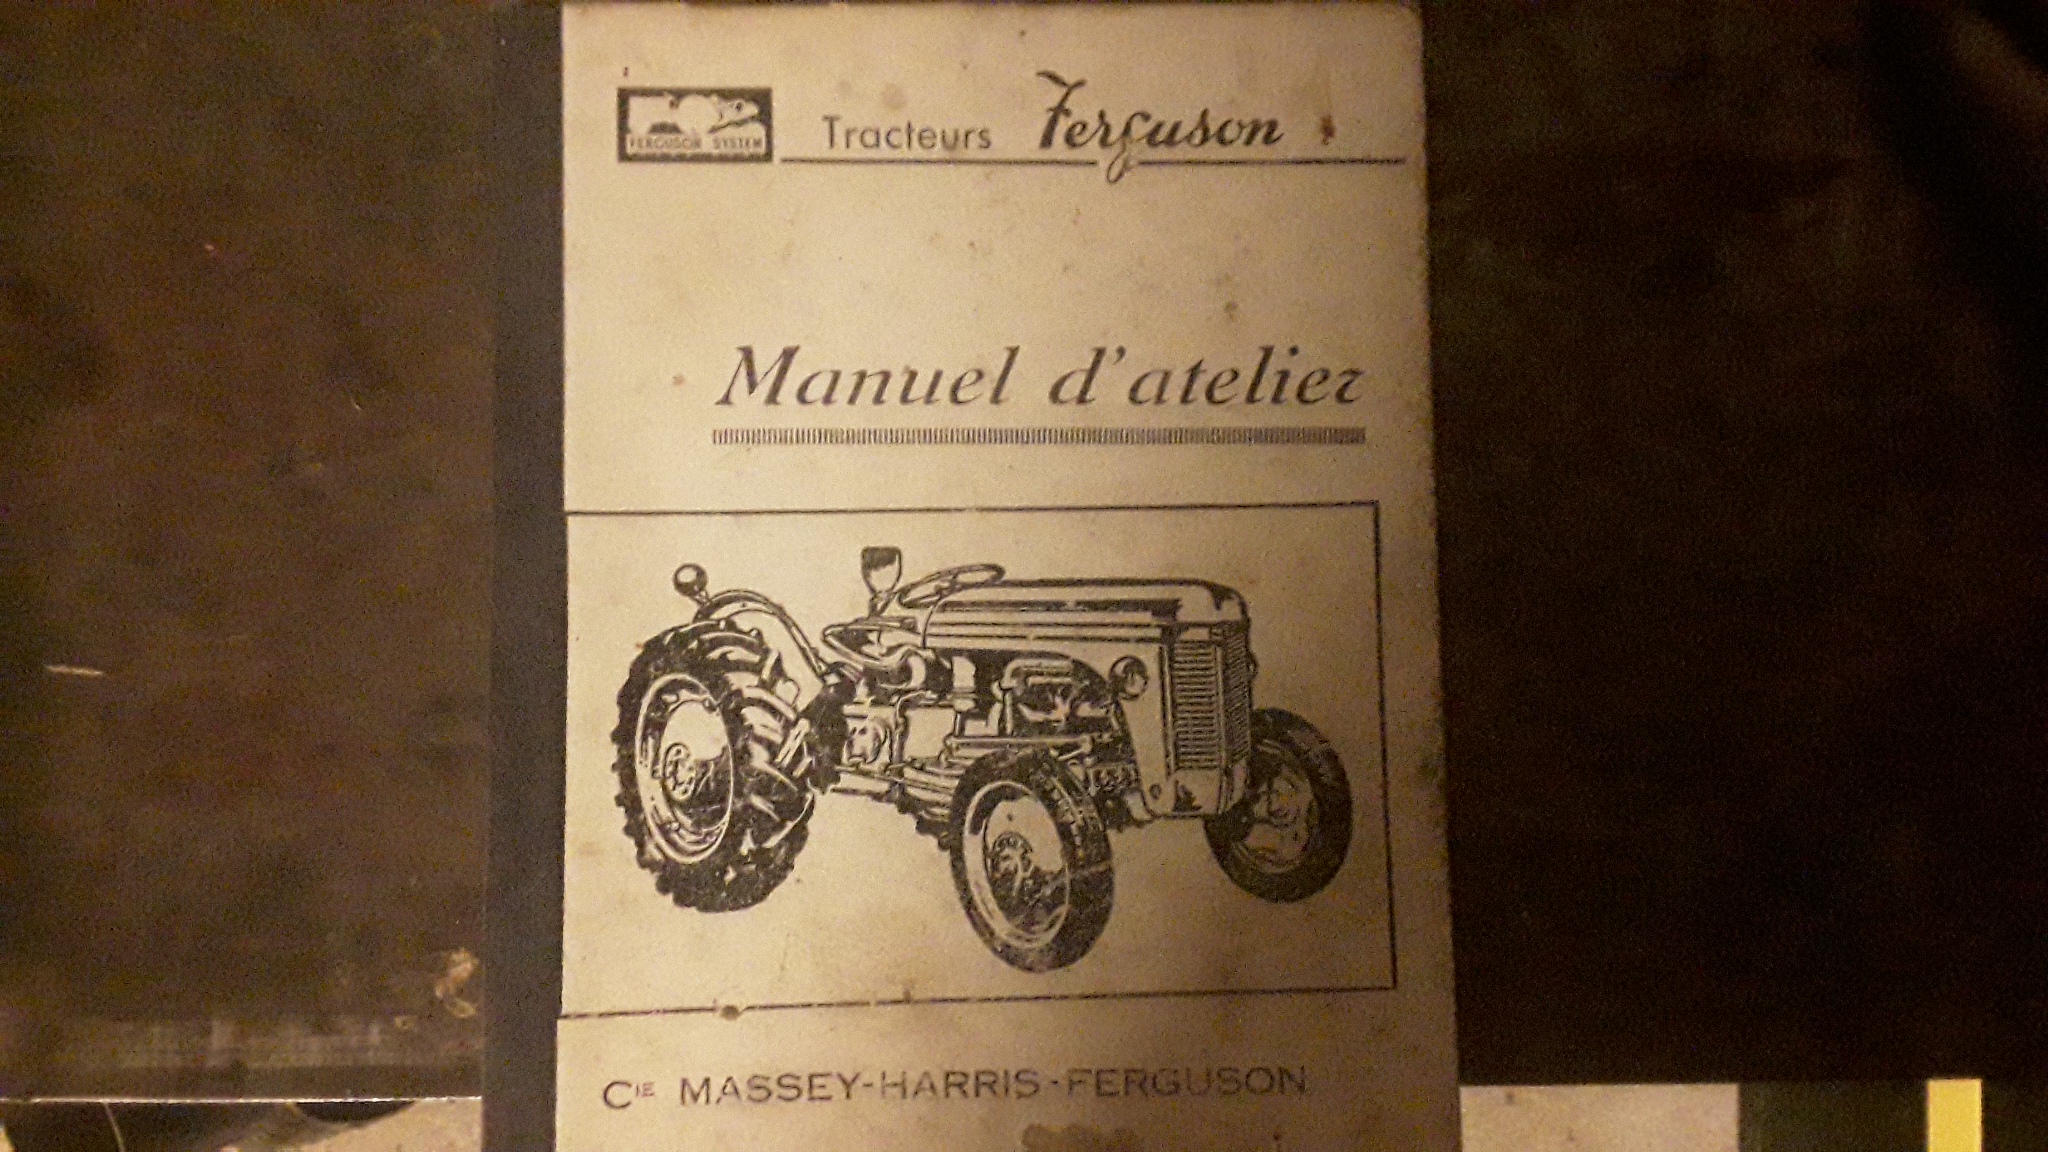 FERGUSON SYSTEM
Tracteurs Ferguson
Manuel d'atelier
CIE MASSEY-HARRIS-FERGUSON